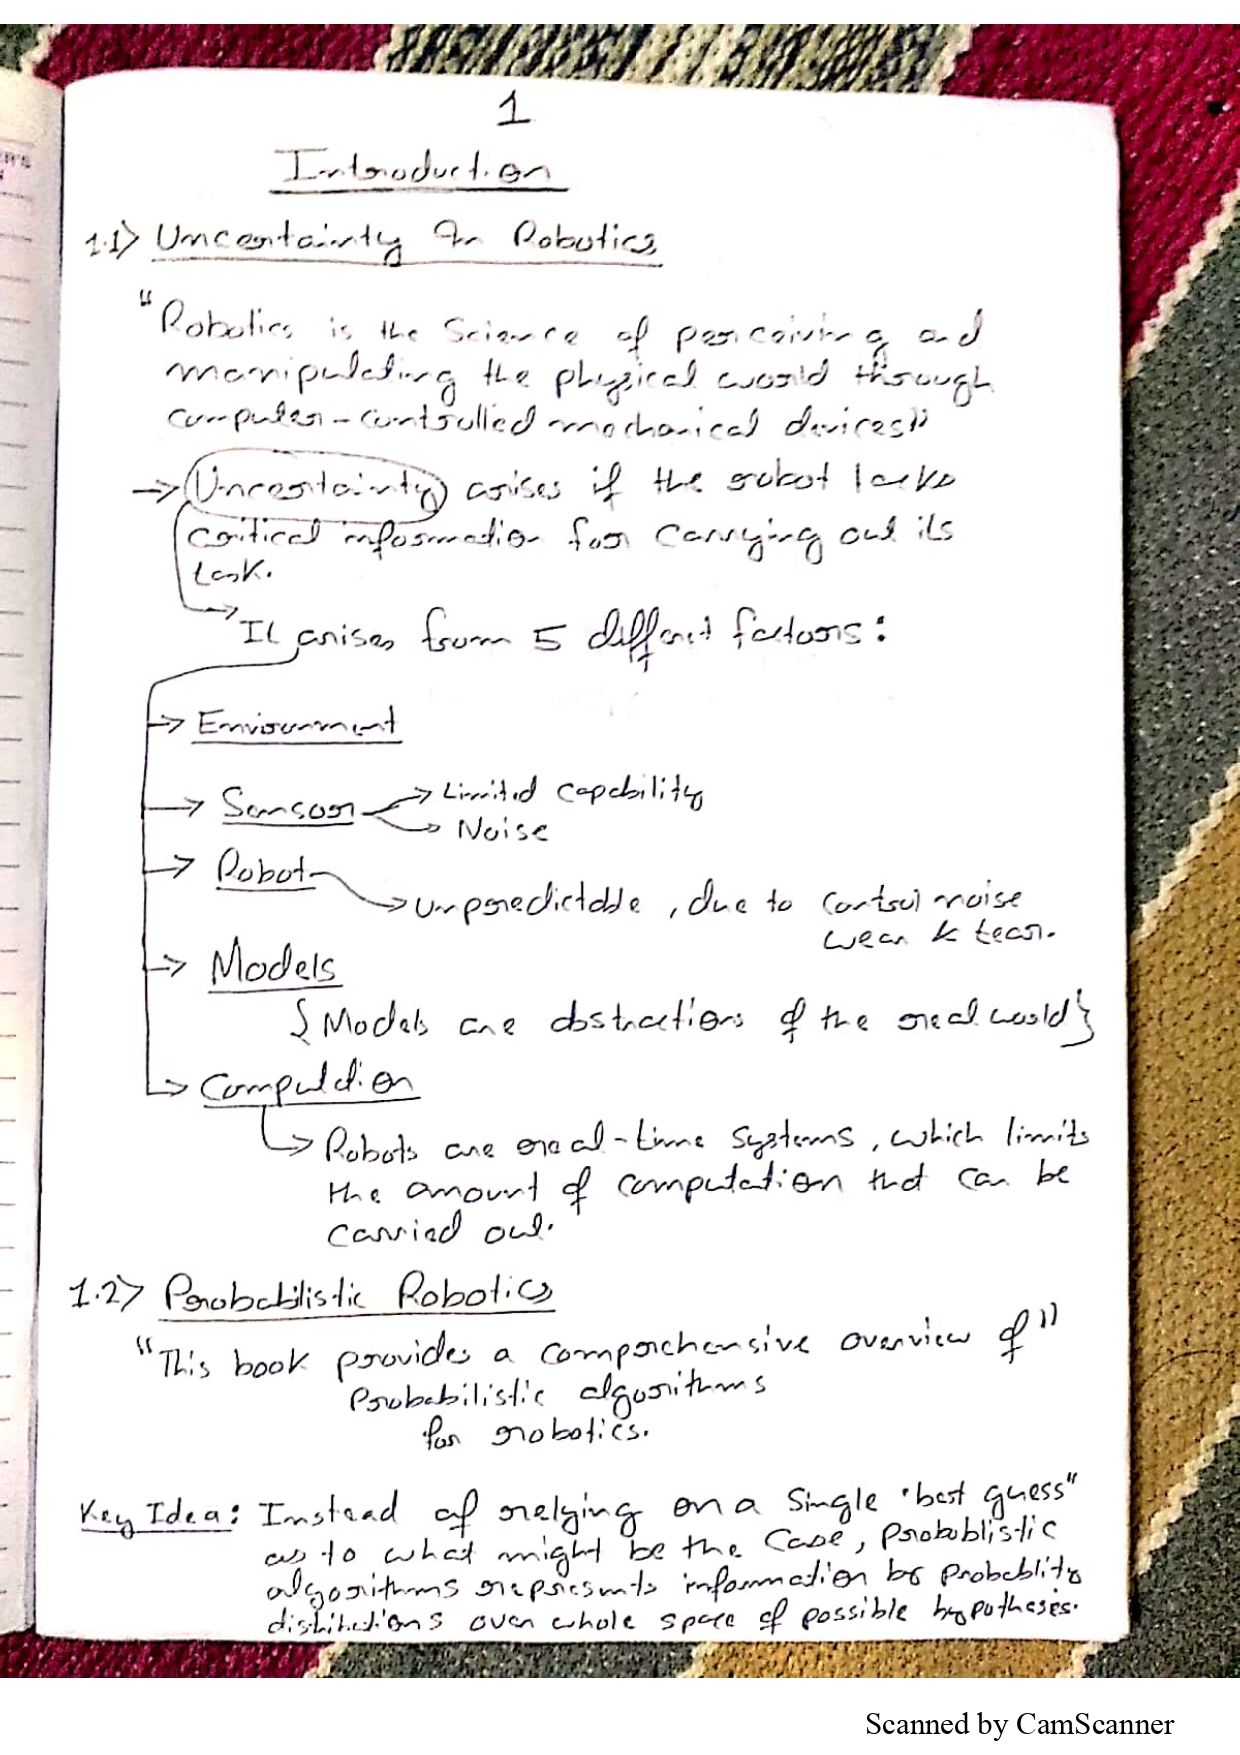 1
Introduction
1.1> Uncertainty In Robotics
"Robotics is the Science of perceiving and
manipulating the physical world through
computer-controlled mechanical devices"
→ Uncertainty arises if the robot lacks
critical information for carrying out its
task.
→ It arises from 5 different factors:
→ Environment
→ Sensor → Limited capability
→ Noise
→ Robot
→ unpredictable, due to control noise
wear & tear.
→ Models
{Models are abstractions of the real world}
→ Computation
→ Robots are real-time systems, which limits
the amount of computation that can be
carried out.
1.2> Probabilistic Robotics
"This book provides a comprehensive overview of"
Probabilistic algorithms
for robotics.
Key Idea: Instead of relying on a Single "best guess"
as to what might be the Case, Probablistic
algorithms represents information by Probablity
distibutions over whole space of possible hypotheses.
Scanned by CamScanner